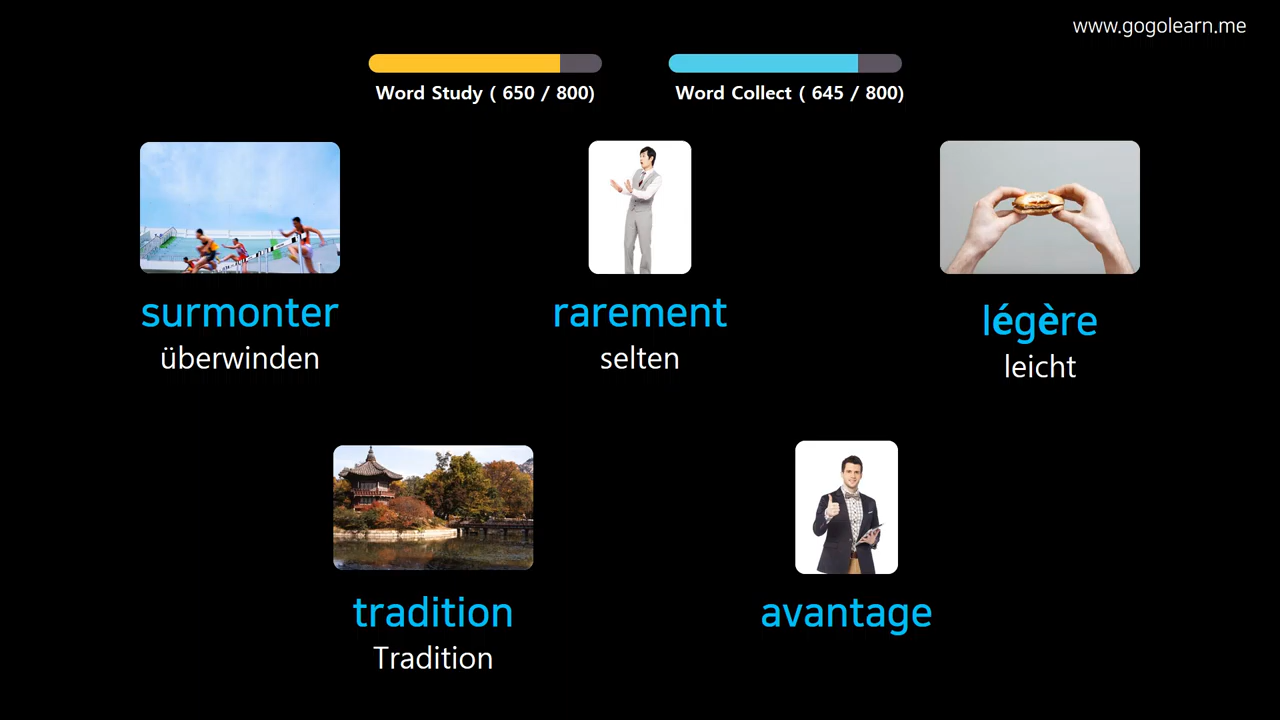 www.gogolearn.me
Word Study ( 650 / 800)
Word Collect ( 645 / 800)
surmonter
überwinden
rarement
selten
légère
leicht
tradition
Tradition
avantage